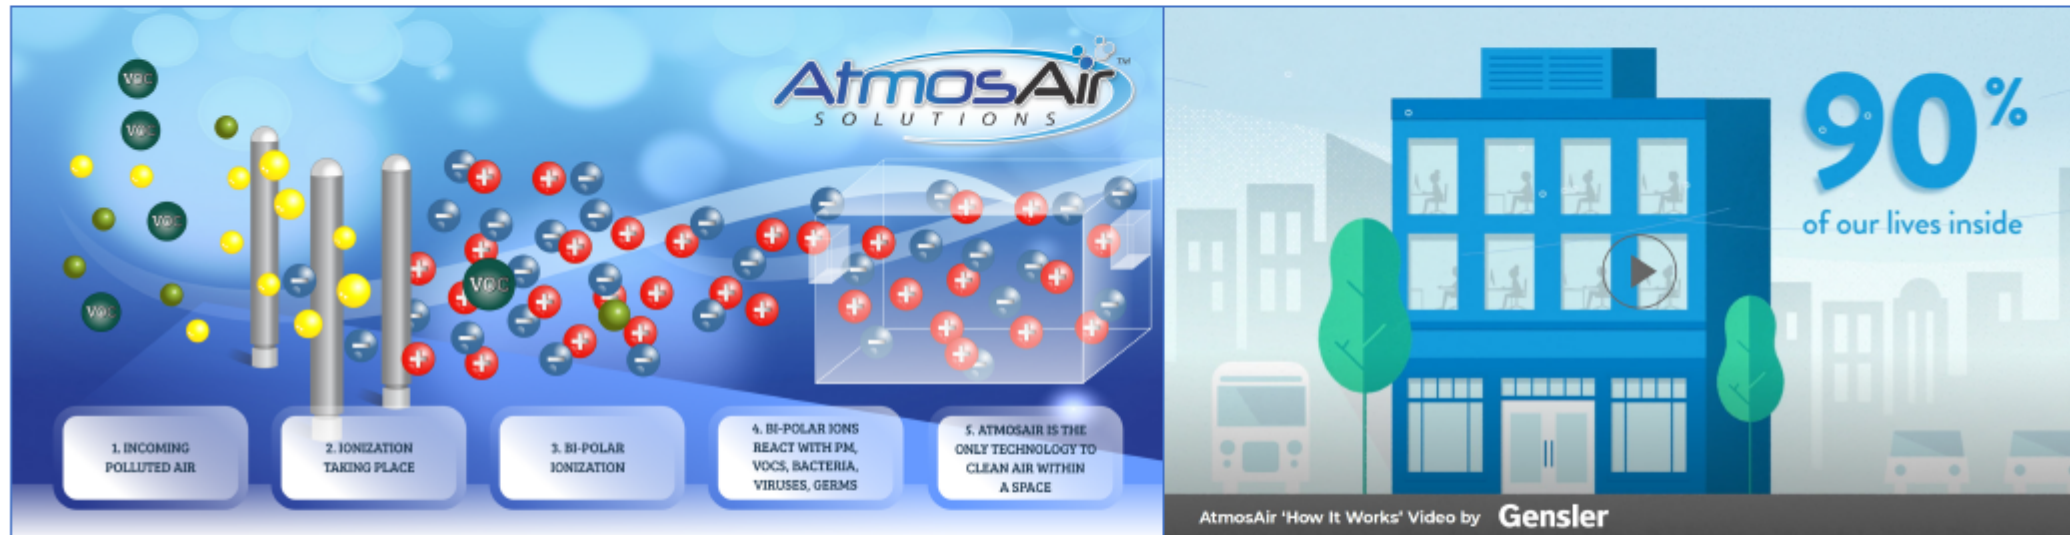 VOC
VOC
VOC
VOC
VOC
AtmosAir™
SOLUTIONS
1. INCOMING
POLLUTED AIR
2. IONIZATION
TAKING PLACE
3. BI-POLAR
IONIZATION
4. BI-POLAR IONS
REACT WITH PM,
VOCS, BACTERIA,
VIRUSES, GERMS
5. ATMOSAIR IS THE
ONLY TECHNOLOGY TO
CLEAN AIR WITHIN
A SPACE
90%
of our lives inside
AtmosAir 'How It Works' Video by Gensler